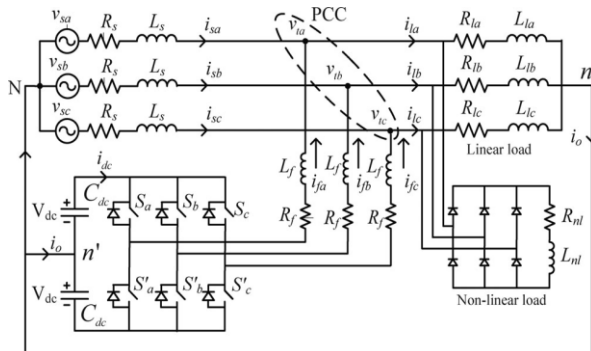 v_sa R_s L_s i_sa PCC v_ta i_la R_la L_la
N v_sb R_s L_s i_sb v_tb i_lb R_lb L_lb n
v_sc R_s L_s i_sc v_tc i_lc R_lc L_lc i_o
Linear load
L_f i_fa L_f i_fb L_f i_fc
i_dc
+ V_dc − C_dc S_a S_b S_c R_f R_f R_f
i_o n'
+ V_dc − C_dc S'_a S'_b S'_c
R_nl
L_nl
Non-linear load